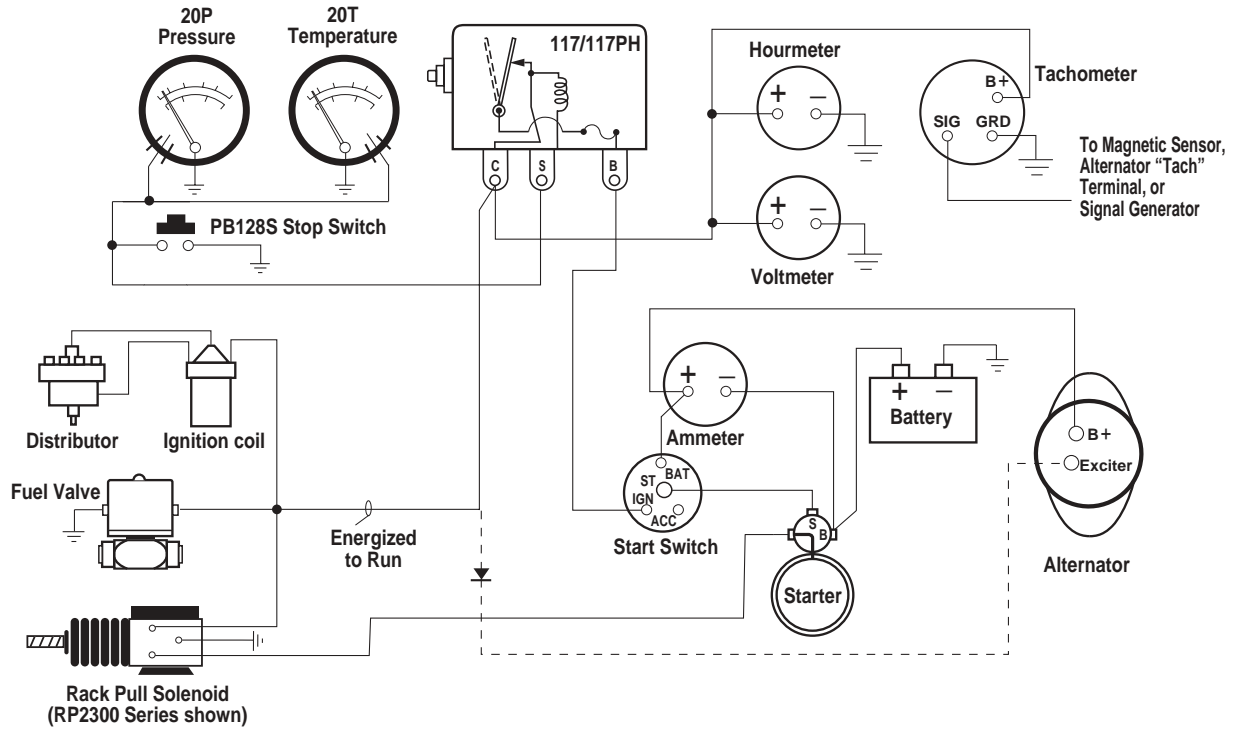 20P
Pressure
20T
Temperature
117/117PH
C
S
B
Hourmeter
+ –
B+
SIG
GRD
Tachometer
To Magnetic Sensor,
Alternator “Tach”
Terminal, or
Signal Generator
PB128S Stop Switch
+ –
Voltmeter
Distributor
Ignition coil
+ –
Ammeter
+ –
Battery
BAT
ST
IGN
ACC
Start Switch
S
B
Starter
B+
Exciter
Alternator
Fuel Valve
Energized
to Run
Rack Pull Solenoid
(RP2300 Series shown)